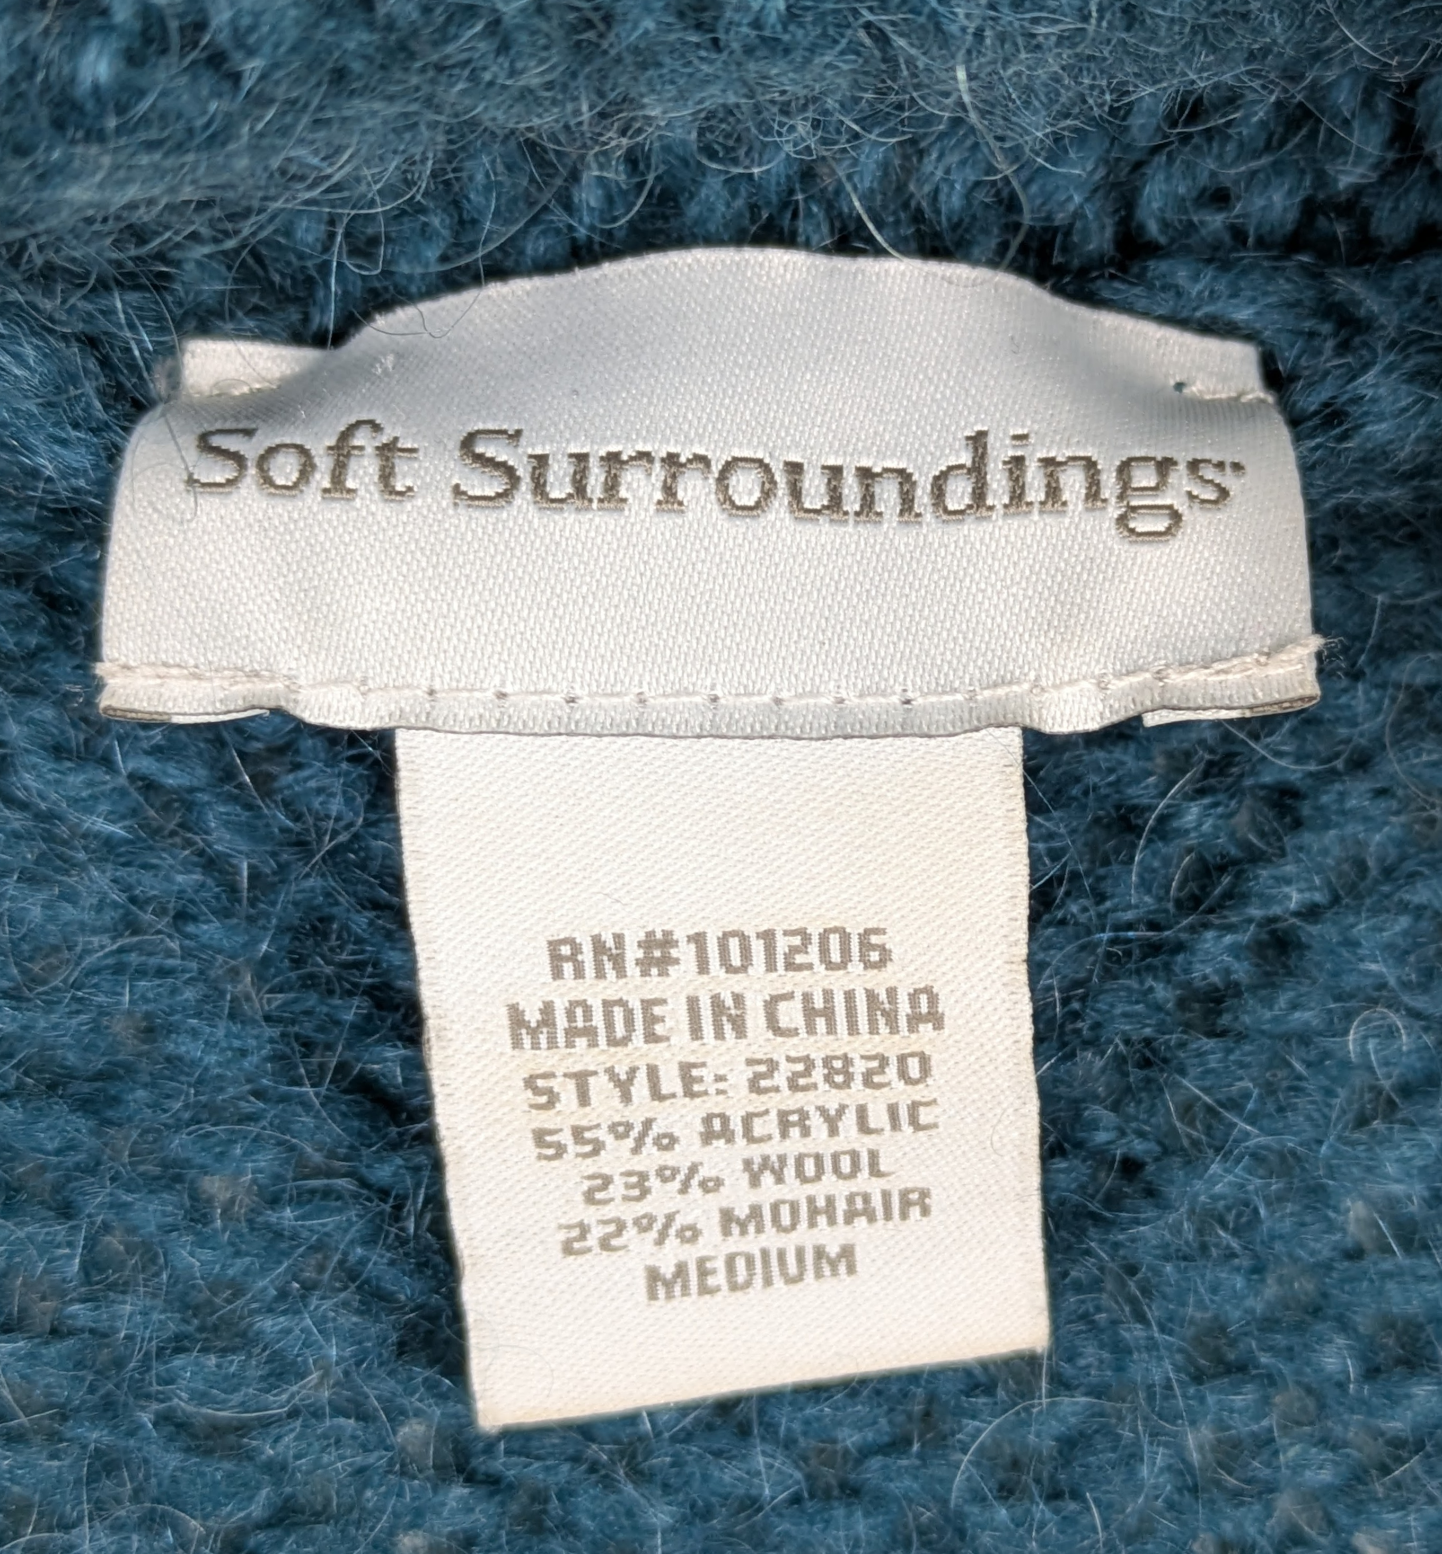 Soft Surroundings
RN#101206
MADE IN CHINA
STYLE: 22820
55% ACRYLIC
23% WOOL
22% MOHAIR
MEDIUM